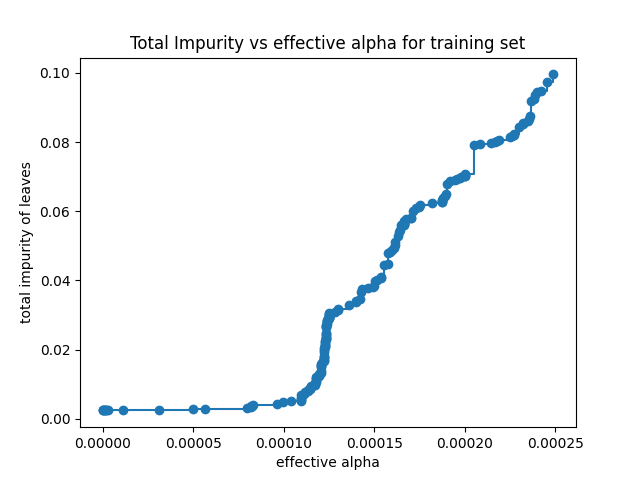 Total Impurity vs effective alpha for training set
total impurity of leaves
0.10
0.08
0.06
0.04
0.02
0.00
0.00000 0.00005 0.00010 0.00015 0.00020 0.00025
effective alpha